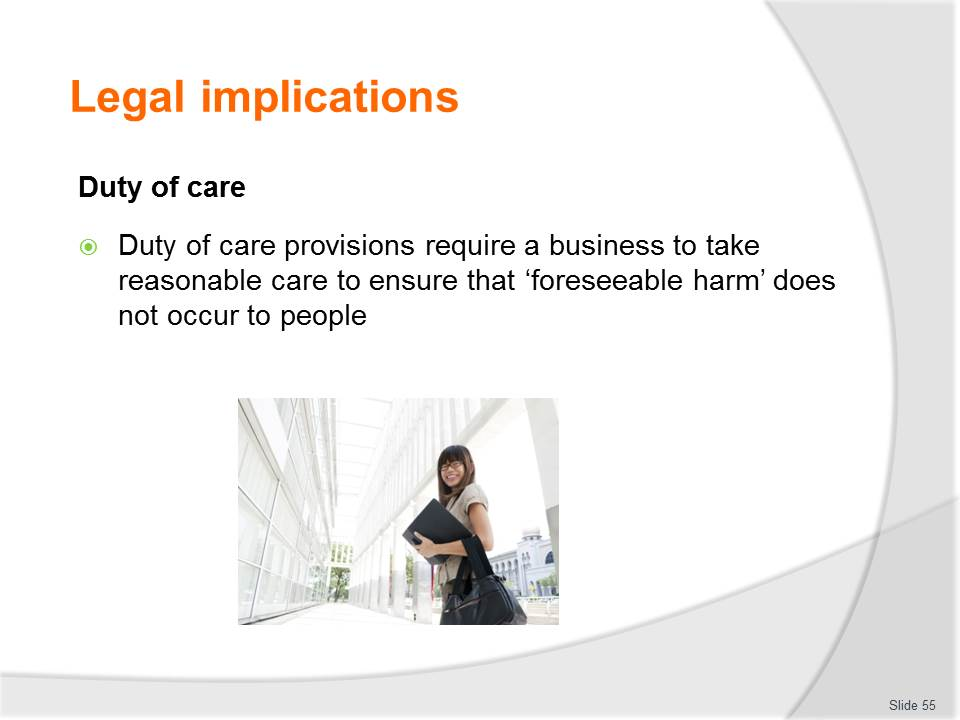 Legal implications
Duty of care
Duty of care provisions require a business to take
reasonable care to ensure that ‘foreseeable harm’ does
not occur to people
Slide 55